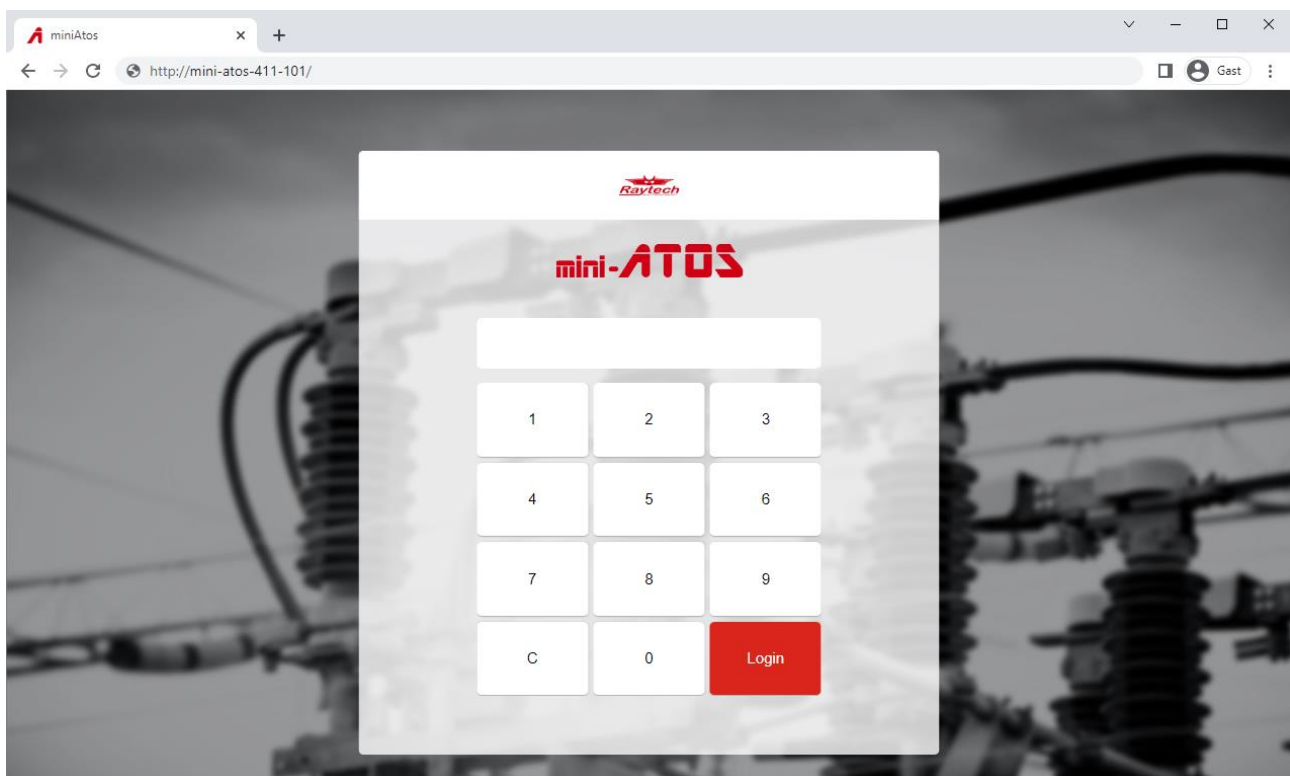 miniAtos
http://mini-atos-411-101/
Gast
Raytech
mini-ATOS
1 2 3
4 5 6
7 8 9
C 0 Login